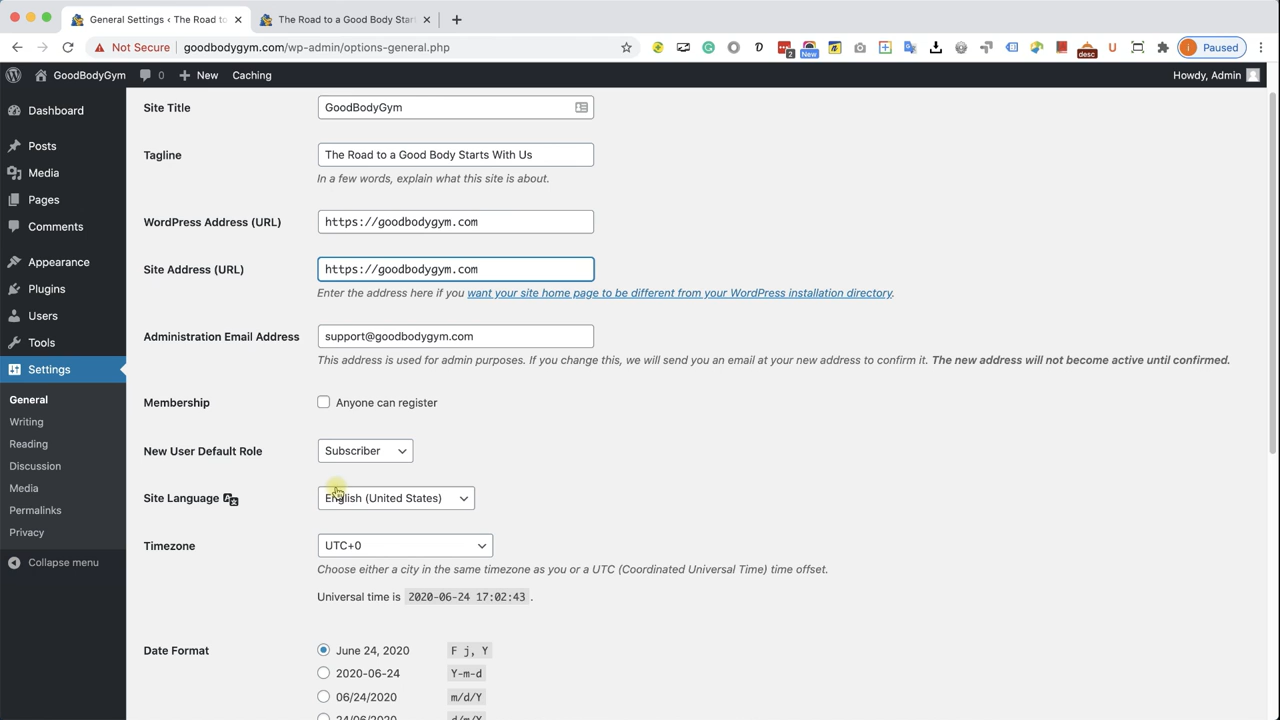 General Settings ‹ The Road to
The Road to a Good Body Star
Not Secure goodbodygym.com/wp-admin/options-general.php
2
New
desc
Paused
GoodBodyGym 0 New Caching
Howdy, Admin
Dashboard
Posts
Media
Pages
Comments
Appearance
Plugins
Users
Tools
Settings
General
Writing
Reading
Discussion
Media
Permalinks
Privacy
Collapse menu
Site Title GoodBodyGym
Tagline The Road to a Good Body Starts With Us
In a few words, explain what this site is about.
WordPress Address (URL) https://goodbodygym.com
Site Address (URL) https://goodbodygym.com
Enter the address here if you want your site home page to be different from your WordPress installation directory.
Administration Email Address support@goodbodygym.com
This address is used for admin purposes. If you change this, we will send you an email at your new address to confirm it. The new address will not become active until confirmed.
Membership Anyone can register
New User Default Role Subscriber
Site Language English (United States)
Timezone UTC+0
Choose either a city in the same timezone as you or a UTC (Coordinated Universal Time) time offset.
Universal time is 2020-06-24 17:02:43 .
Date Format June 24, 2020 F j, Y
2020-06-24 Y-m-d
06/24/2020 m/d/Y
24/06/2020 d/m/Y